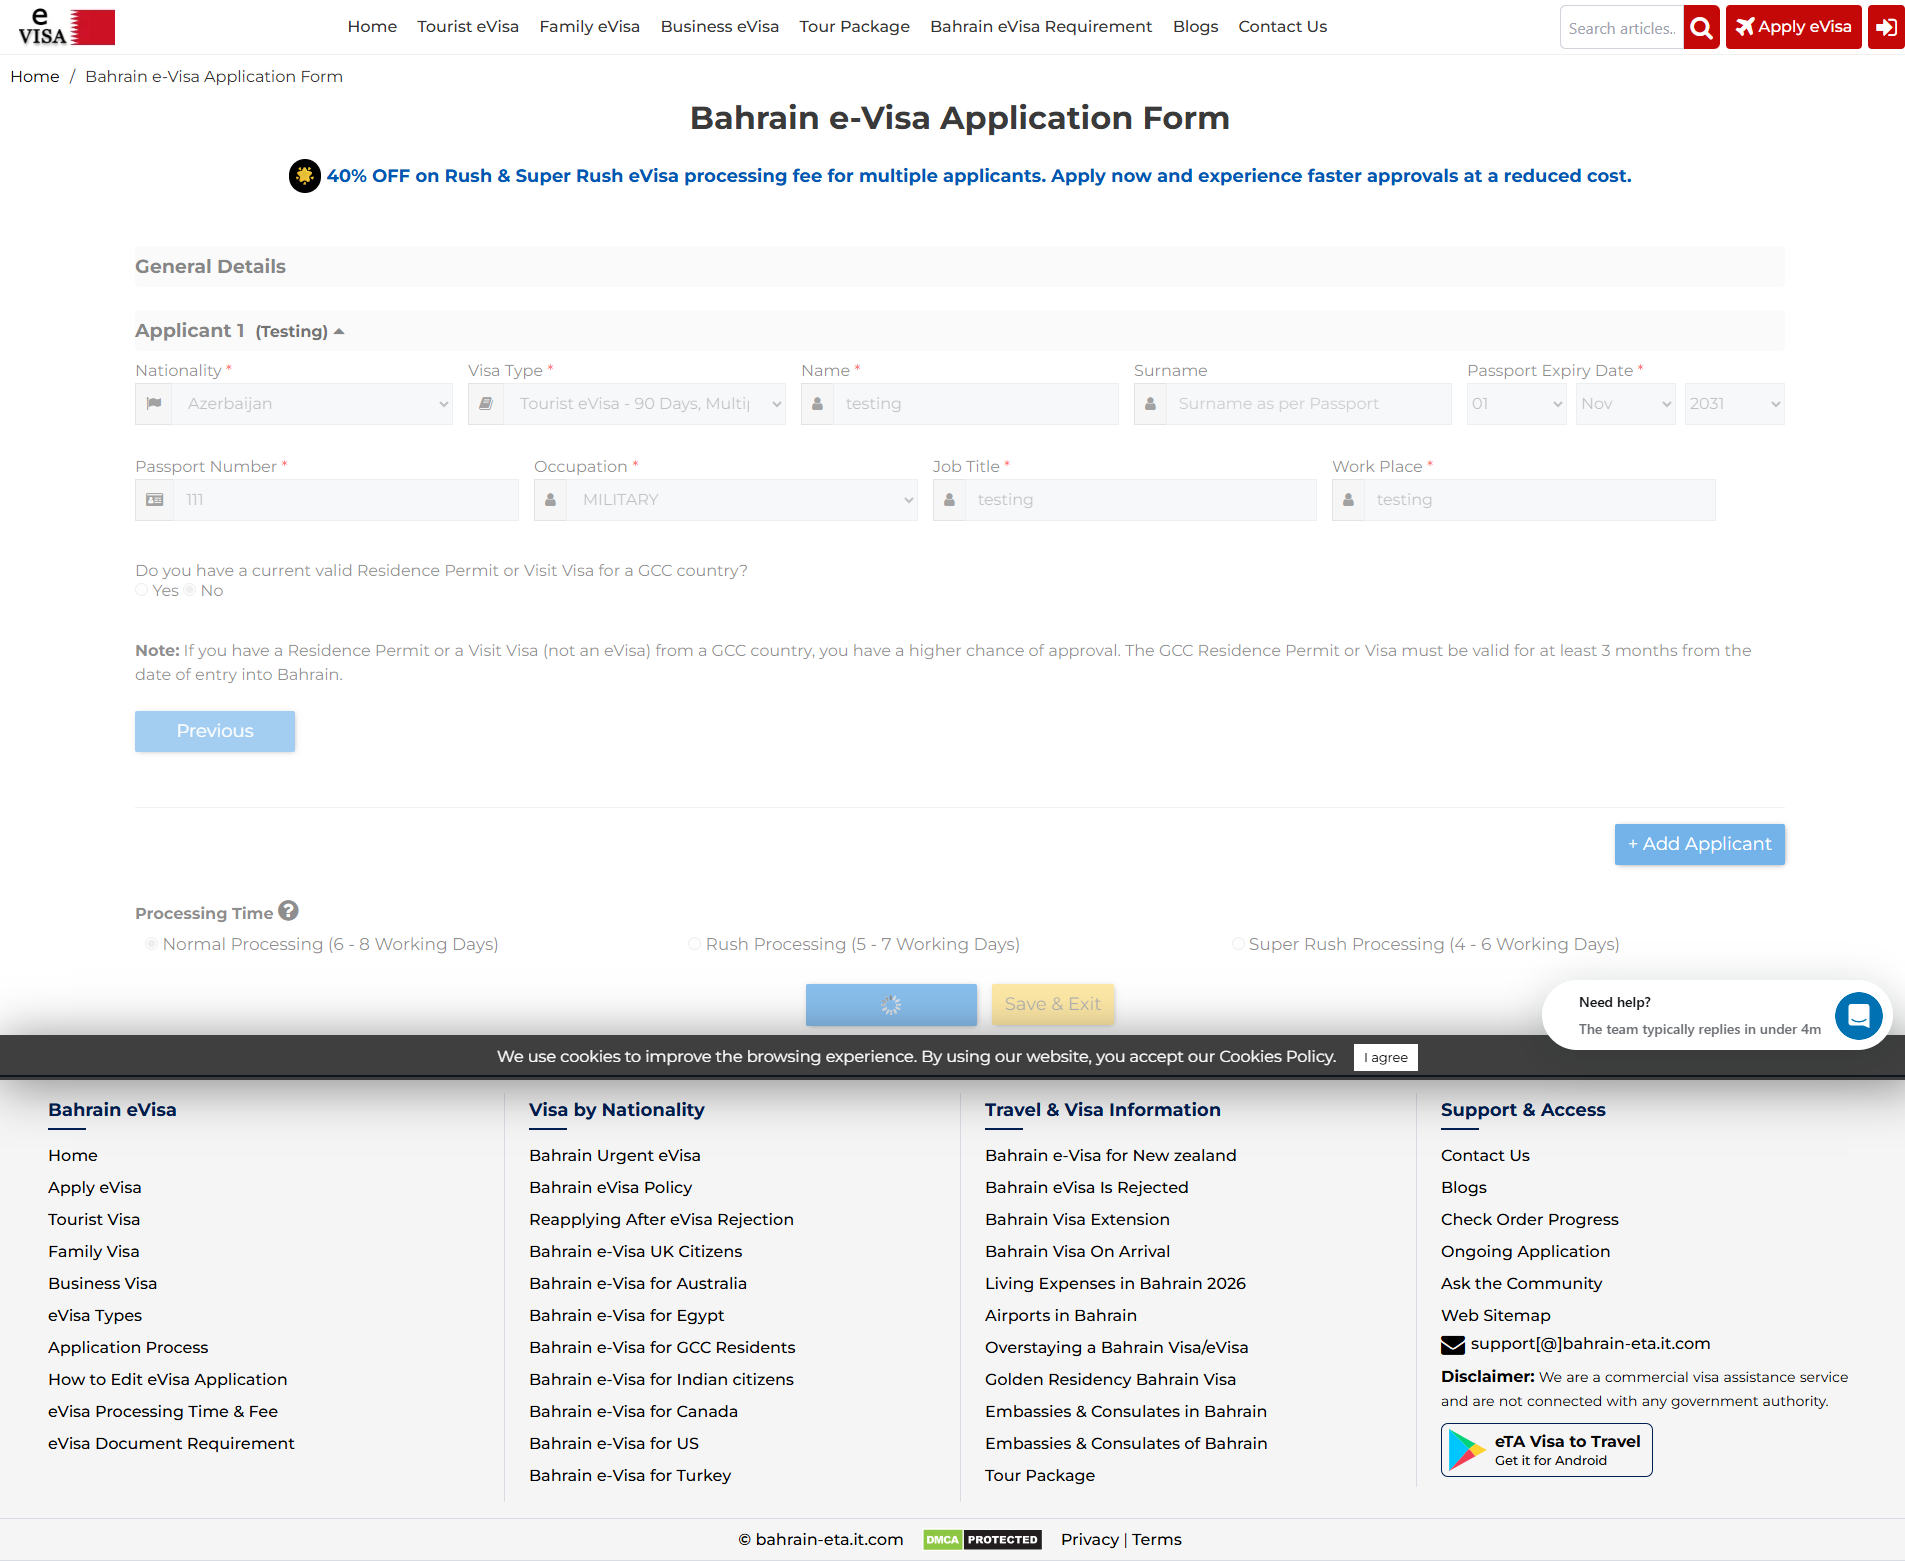 e
VISA
Home
Tourist eVisa
Family eVisa
Business eVisa
Tour Package
Bahrain eVisa Requirement
Blogs
Contact Us
Search articles..
Apply eVisa
Home / Bahrain e-Visa Application Form
Bahrain e-Visa Application Form
40% OFF on Rush & Super Rush eVisa processing fee for multiple applicants. Apply now and experience faster approvals at a reduced cost.
General Details
Applicant 1 (Testing)
Nationality *
Visa Type *
Name *
Surname
Passport Expiry Date *
Azerbaijan
Tourist eVisa - 90 Days, Multip
testing
Surname as per Passport
01
Nov
2031
Passport Number *
Occupation *
Job Title *
Work Place *
111
MILITARY
testing
testing
Do you have a current valid Residence Permit or Visit Visa for a GCC country?
Yes
No
Note: If you have a Residence Permit or a Visit Visa (not an eVisa) from a GCC country, you have a higher chance of approval. The GCC Residence Permit or Visa must be valid for at least 3 months from the
date of entry into Bahrain.
Previous
+ Add Applicant
Processing Time ?
Normal Processing (6 - 8 Working Days)
Rush Processing (5 - 7 Working Days)
Super Rush Processing (4 - 6 Working Days)
Save & Exit
Need help?
The team typically replies in under 4m
We use cookies to improve the browsing experience. By using our website, you accept our Cookies Policy.
I agree
Bahrain eVisa
Home
Apply eVisa
Tourist Visa
Family Visa
Business Visa
eVisa Types
Application Process
How to Edit eVisa Application
eVisa Processing Time & Fee
eVisa Document Requirement
Visa by Nationality
Bahrain Urgent eVisa
Bahrain eVisa Policy
Reapplying After eVisa Rejection
Bahrain e-Visa UK Citizens
Bahrain e-Visa for Australia
Bahrain e-Visa for Egypt
Bahrain e-Visa for GCC Residents
Bahrain e-Visa for Indian citizens
Bahrain e-Visa for Canada
Bahrain e-Visa for US
Bahrain e-Visa for Turkey
Travel & Visa Information
Bahrain e-Visa for New zealand
Bahrain eVisa Is Rejected
Bahrain Visa Extension
Bahrain Visa On Arrival
Living Expenses in Bahrain 2026
Airports in Bahrain
Overstaying a Bahrain Visa/eVisa
Golden Residency Bahrain Visa
Embassies & Consulates in Bahrain
Embassies & Consulates of Bahrain
Tour Package
Support & Access
Contact Us
Blogs
Check Order Progress
Ongoing Application
Ask the Community
Web Sitemap
support[@]bahrain-eta.it.com
Disclaimer: We are a commercial visa assistance service
and are not connected with any government authority.
eTA Visa to Travel
Get it for Android
© bahrain-eta.it.com
DMCA PROTECTED
Privacy | Terms